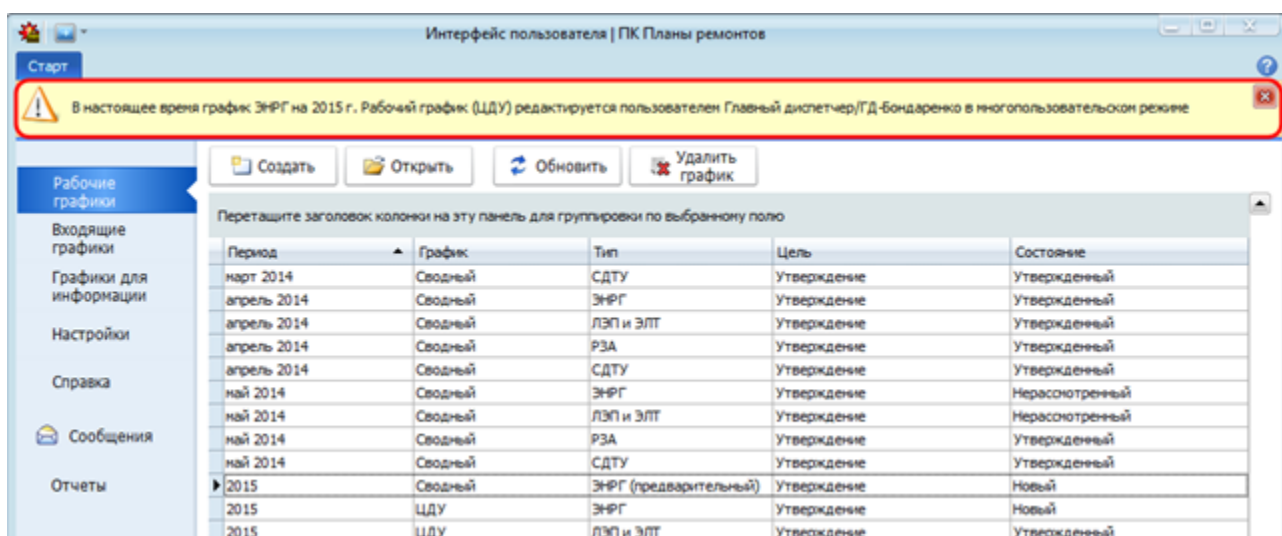 Интерфейс пользователя | ПК Планы ремонтов
Старт
В настоящее время график ЭНРГ на 2015 г. Рабочий график (ЦДУ) редактируется пользователем Главный диспетчер/ГД-Бондаренко в многопользовательском режиме
Создать Открыть Обновить Удалить график
Рабочие графики
Входящие графики
Графики для информации
Настройки
Справка
Сообщения
Отчеты
Перетащите заголовок колонки на эту панель для группировки по выбранному полю
Период График Тип Цель Состояние
март 2014 Сводный СДТУ Утверждение Утвержденный
апрель 2014 Сводный ЭНРГ Утверждение Утвержденный
апрель 2014 Сводный ЛЭП и ЭЛТ Утверждение Утвержденный
апрель 2014 Сводный РЗА Утверждение Утвержденный
апрель 2014 Сводный СДТУ Утверждение Утвержденный
май 2014 Сводный ЭНРГ Утверждение Нерассмотренный
май 2014 Сводный ЛЭП и ЭЛТ Утверждение Нерассмотренный
май 2014 Сводный РЗА Утверждение Утвержденный
май 2014 Сводный СДТУ Утверждение Утвержденный
2015 Сводный ЭНРГ (предварительный) Утверждение Новый
2015 ЦДУ ЭНРГ Утверждение Новый
2015 ЦДУ ЛЭП и ЭЛТ Утверждение Утвержденный